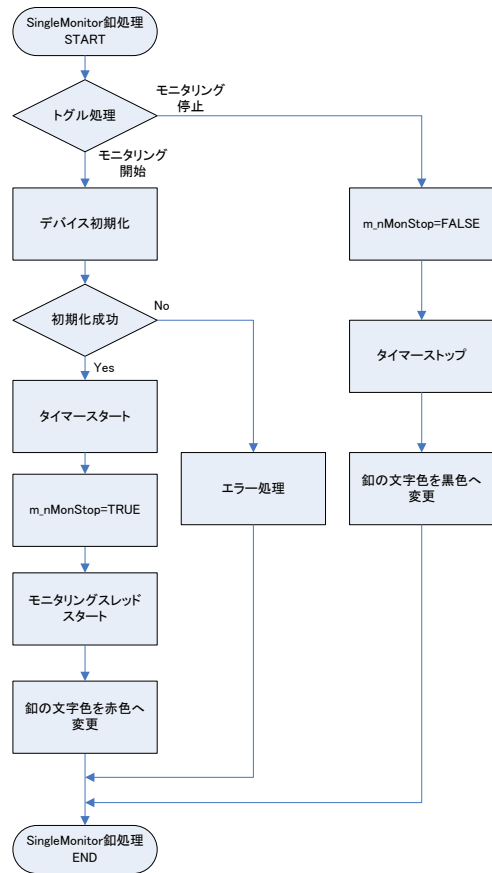 SingleMonitor釦処理
START
トグル処理
モニタリング
停止
モニタリング
開始
デバイス初期化
m_nMonStop=FALSE
初期化成功
No
Yes
タイマーストップ
タイマースタート
エラー処理
釦の文字色を黒色へ
変更
m_nMonStop=TRUE
モニタリングスレッド
スタート
釦の文字色を赤色へ
変更
SingleMonitor釦処理
END